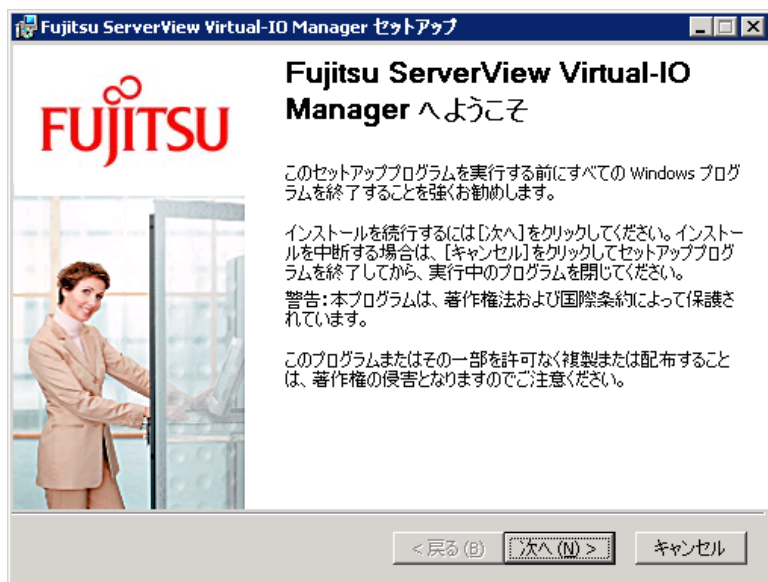 Fujitsu ServerView Virtual-IO Manager セットアップ
FUJITSU
Fujitsu ServerView Virtual-IO
Manager へようこそ
このセットアッププログラムを実行する前にすべての Windows プログ
ラムを終了することを強くお勧めします。
インストールを続行するには[次へ]をクリックしてください。インストー
ルを中断する場合は、[キャンセル]をクリックしてセットアッププログ
ラムを終了してから、実行中のプログラムを閉じてください。
警告:本プログラムは、著作権法および国際条約によって保護さ
れています。
このプログラムまたはその一部を許可なく複製または配布すること
は、著作権の侵害となりますのでご注意ください。
< 戻る(B)
次へ(N) >
キャンセル